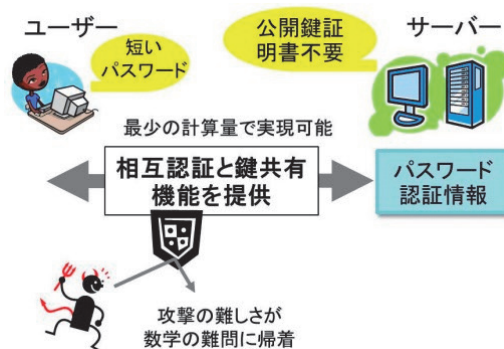 ユーザー
短い
パスワード
公開鍵証
明書不要
サーバー
最少の計算量で実現可能
相互認証と鍵共有
機能を提供
パスワード
認証情報
攻撃の難しさが
数学の難問に帰着